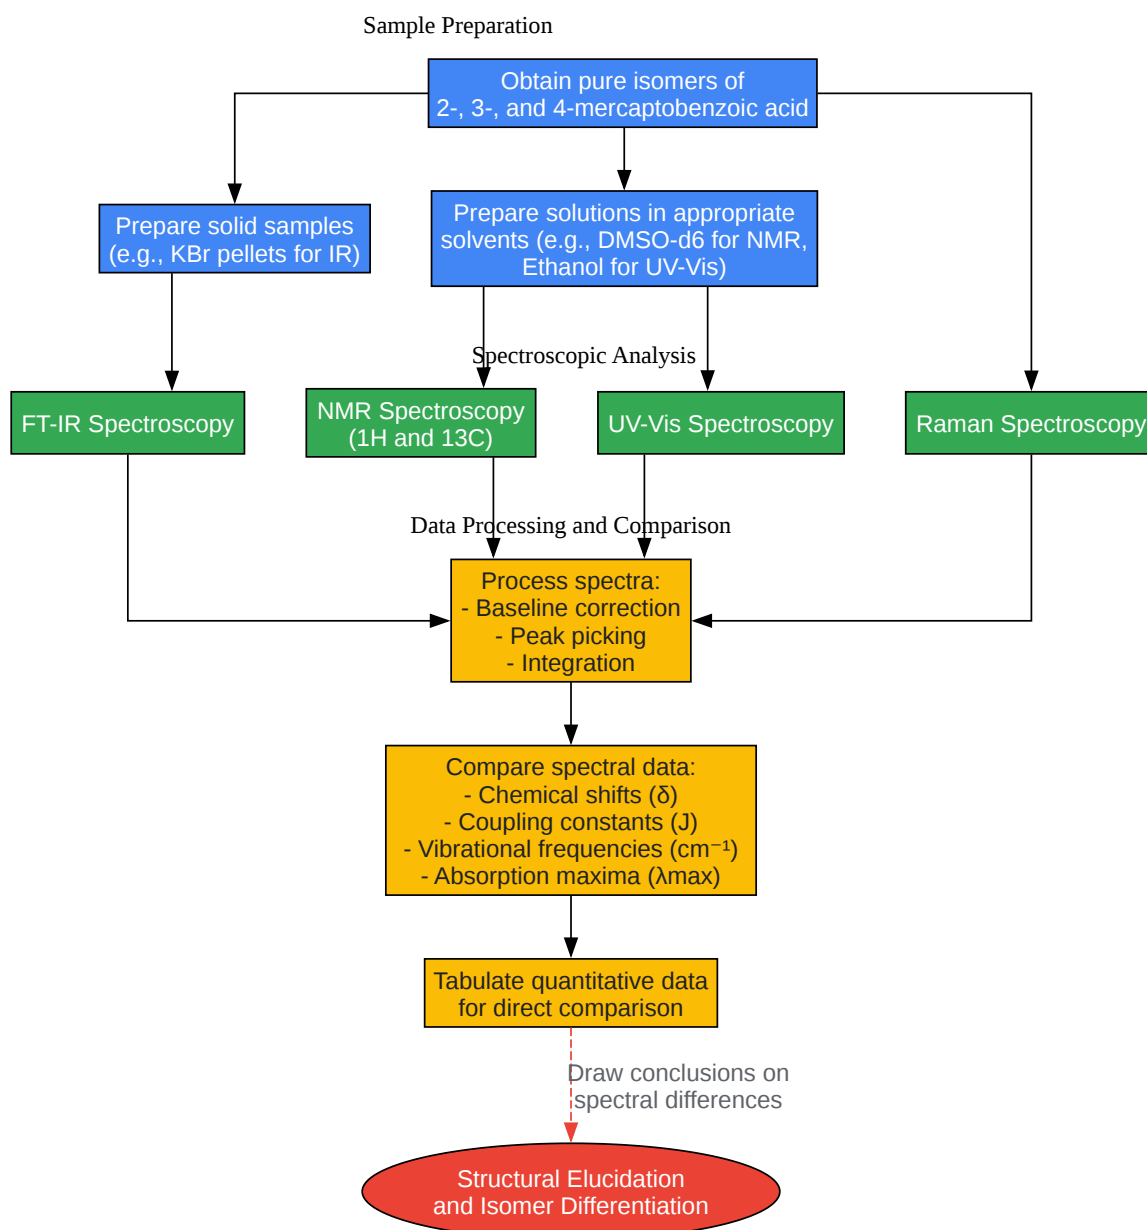 Sample Preparation
Obtain pure isomers of
2-, 3-, and 4-mercaptobenzoic acid
Prepare solid samples
(e.g., KBr pellets for IR)
Prepare solutions in appropriate
solvents (e.g., DMSO-d6 for NMR,
Ethanol for UV-Vis)
Spectroscopic Analysis
FT-IR Spectroscopy
NMR Spectroscopy
(1H and 13C)
UV-Vis Spectroscopy
Raman Spectroscopy
Data Processing and Comparison
Process spectra:
- Baseline correction
- Peak picking
- Integration
Compare spectral data:
- Chemical shifts (δ)
- Coupling constants (J)
- Vibrational frequencies (cm⁻¹)
- Absorption maxima (λmax)
Tabulate quantitative data
for direct comparison
Draw conclusions on
spectral differences
Structural Elucidation
and Isomer Differentiation